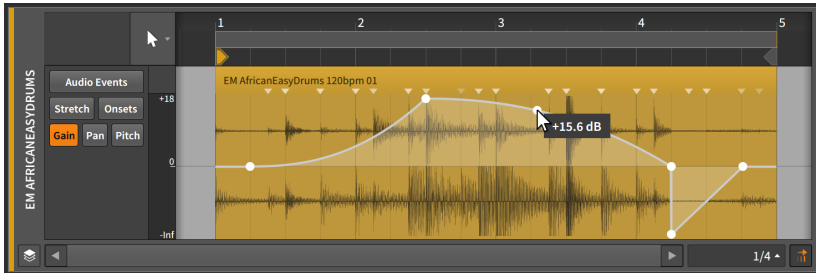 1 2 3 4 5
EM AFRICANEASYDRUMS
Audio Events
Stretch Onsets
Gain Pan Pitch
EM AfricanEasyDrums 120bpm 01
+18
+15.6 dB
0
-Inf
1/4